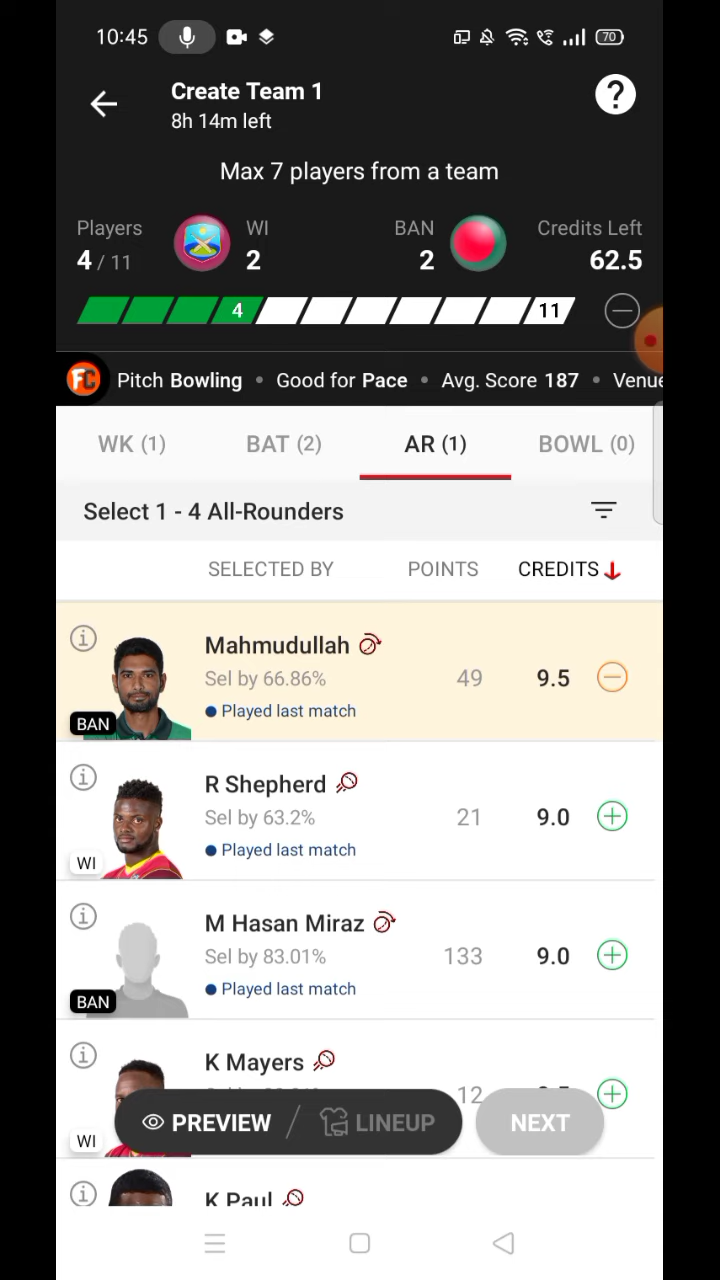 10:45
70
Create Team 1
8h 14m left
?
Max 7 players from a team
Players
4 / 11
WI
2
BAN
2
Credits Left
62.5
4
11
FC Pitch Bowling • Good for Pace • Avg. Score 187 • Venue
WK (1) BAT (2) AR (1) BOWL (0)
Select 1 - 4 All-Rounders
SELECTED BY POINTS CREDITS
Mahmudullah
Sel by 66.86% 49 9.5
Played last match
BAN
R Shepherd
Sel by 63.2% 21 9.0
Played last match
WI
M Hasan Miraz
Sel by 83.01% 133 9.0
Played last match
BAN
K Mayers
12
WI
PREVIEW / LINEUP NEXT
K Paul